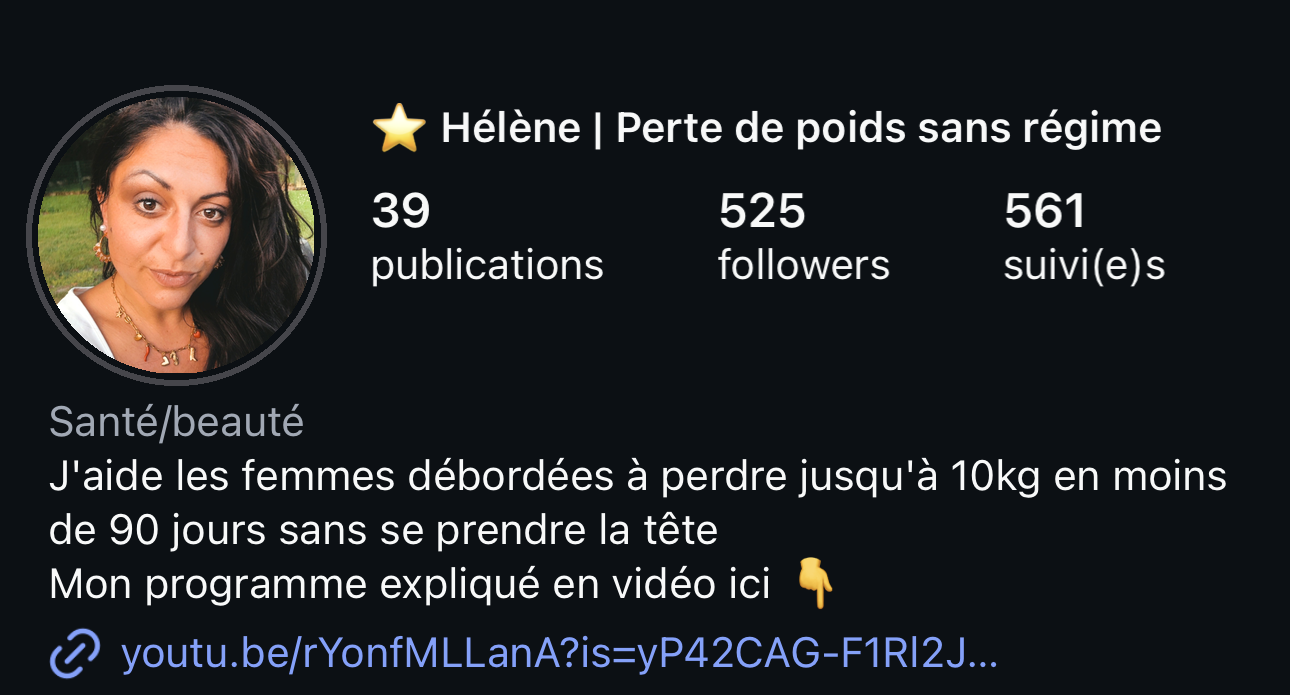 ⭐ Hélène | Perte de poids sans régime
39 525 561
publications followers suivi(e)s
Santé/beauté
J'aide les femmes débordées à perdre jusqu'à 10kg en moins
de 90 jours sans se prendre la tête
Mon programme expliqué en vidéo ici 👇
youtu.be/rYonfMLLanA?is=yP42CAG-F1Rl2J...